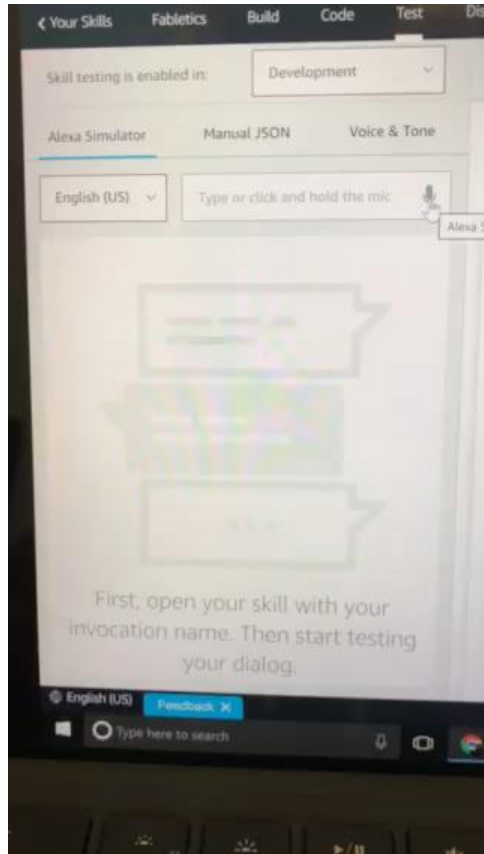 < Your Skills Fabletics Build Code Test Dis
Skill testing is enabled in: Development
Alexa Simulator Manual JSON Voice & Tone
English (US) Type or click and hold the mic
Alexa S
First, open your skill with your
invocation name. Then start testing
your dialog.
English (US) Feedback X
Type here to search